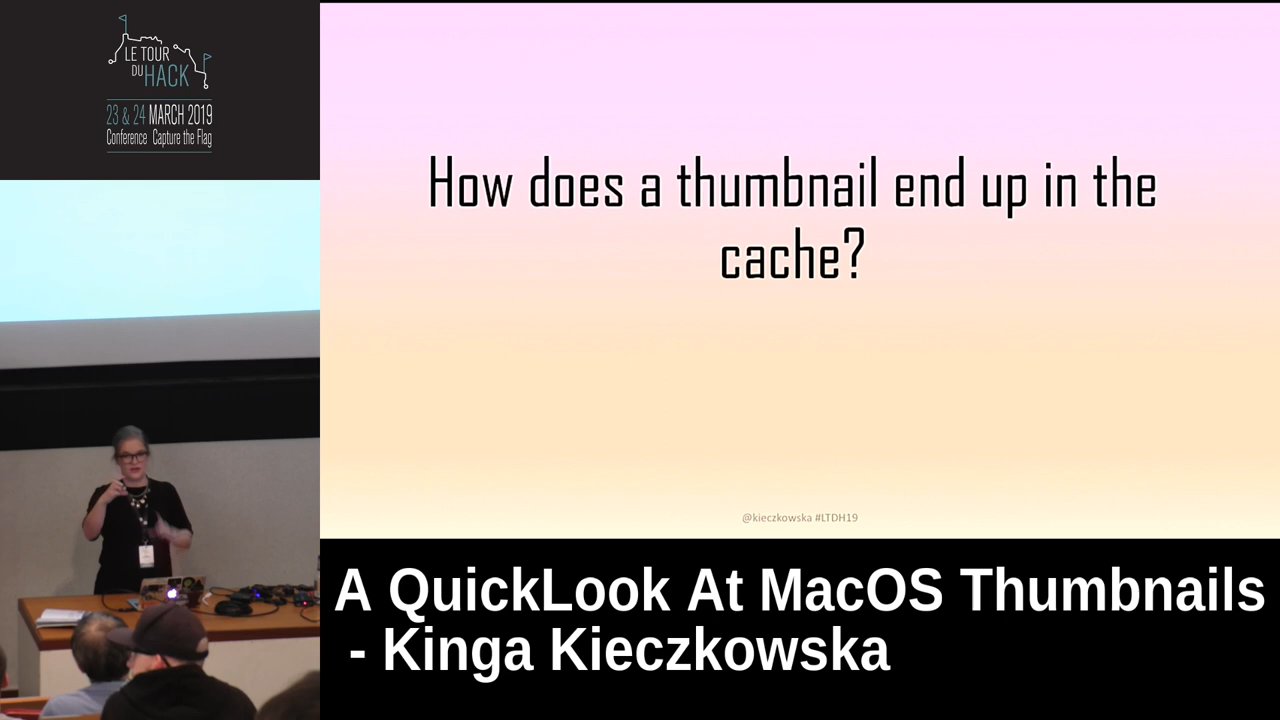 LE TOUR
DU HACK
23 & 24 MARCH 2019
Conference Capture the Flag
How does a thumbnail end up in the
cache?
@kieczkowska #LTDH19
A QuickLook At MacOS Thumbnails
- Kinga Kieczkowska